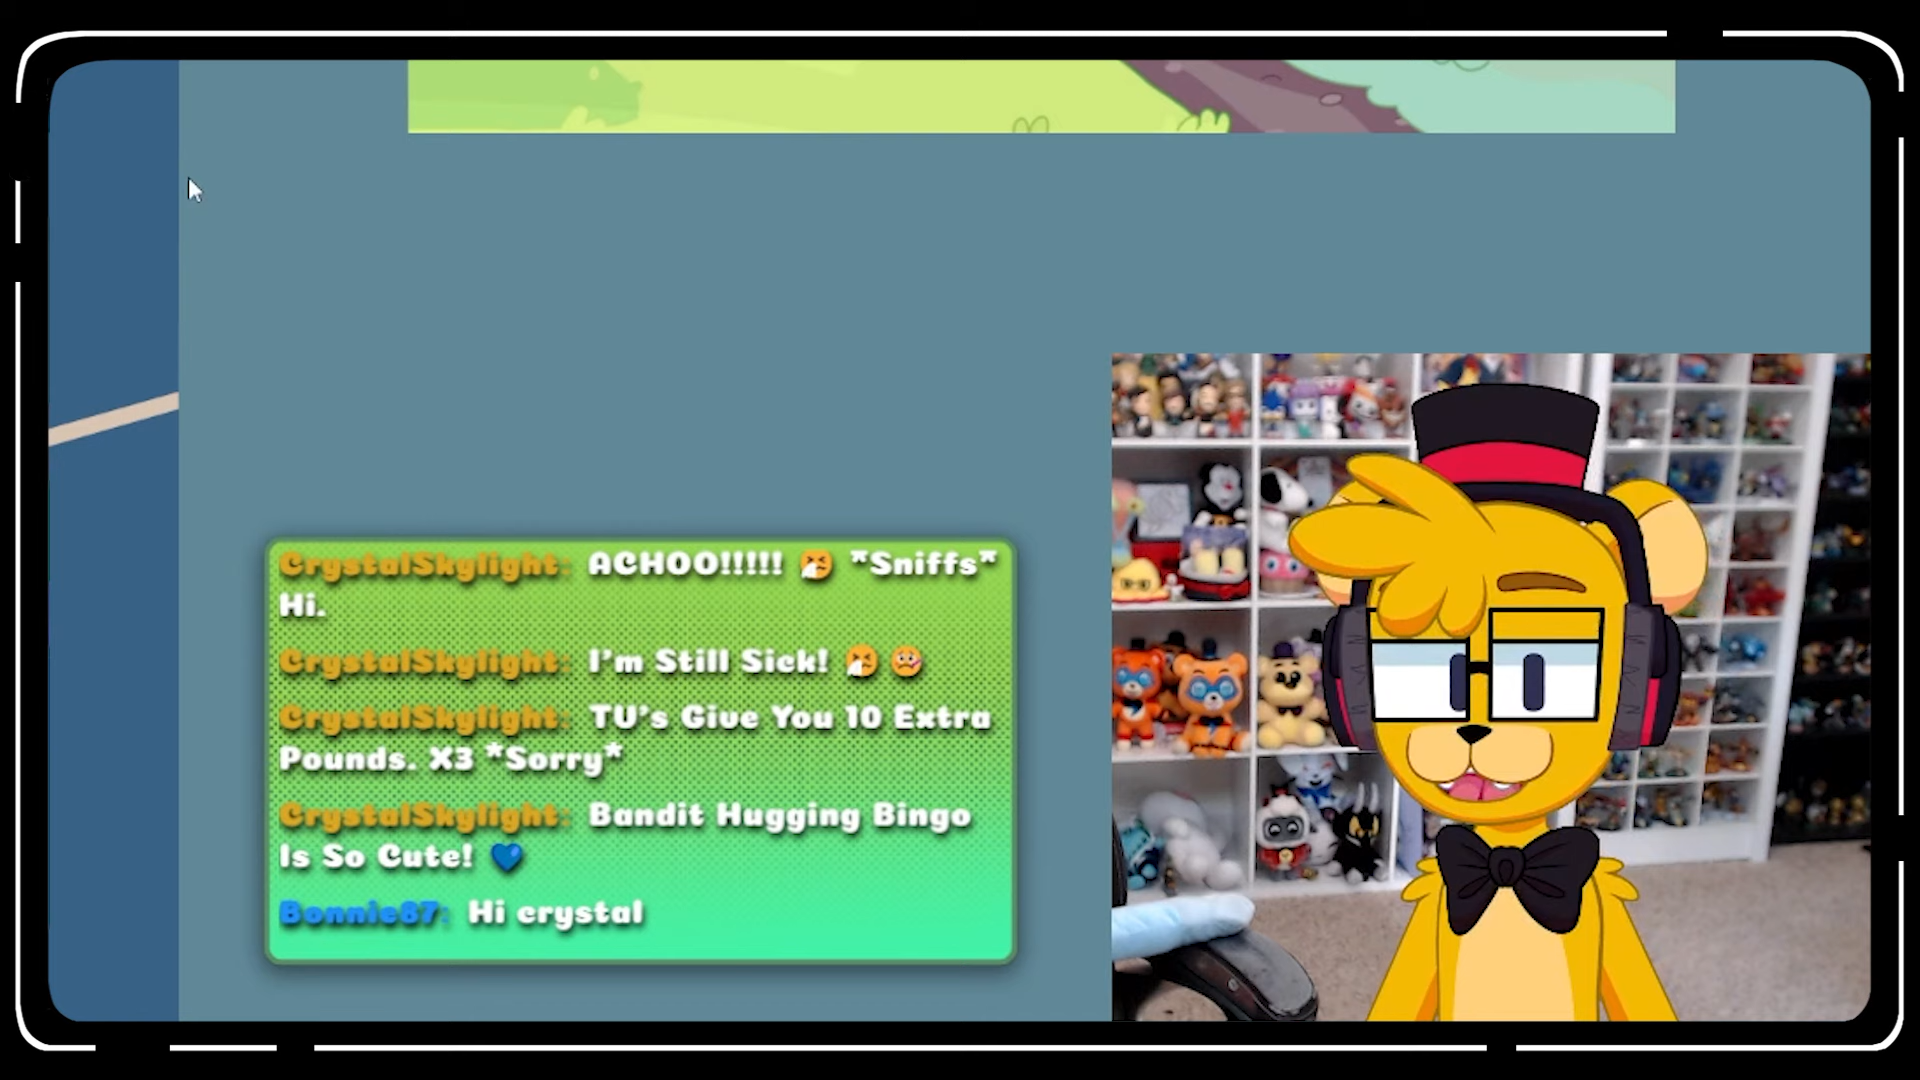 CrystalSkylight: ACHOO!!!!! 🤧 *Sniffs*
Hi.
CrystalSkylight: I'm Still Sick! 🤧 🤒
CrystalSkylight: TU's Give You 10 Extra
Pounds. X3 *Sorry*
CrystalSkylight: Bandit Hugging Bingo
Is So Cute! 💙
Bonnie87: Hi crystal